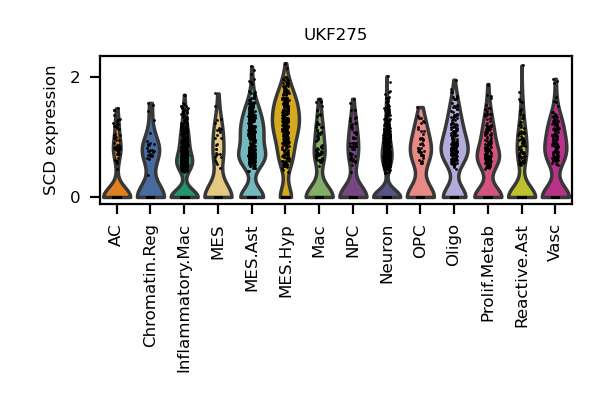 UKF275
SCD expression
2
0
AC
Chromatin.Reg
Inflammatory.Mac
MES
MES.Ast
MES.Hyp
Mac
NPC
Neuron
OPC
Oligo
Prolif.Metab
Reactive.Ast
Vasc